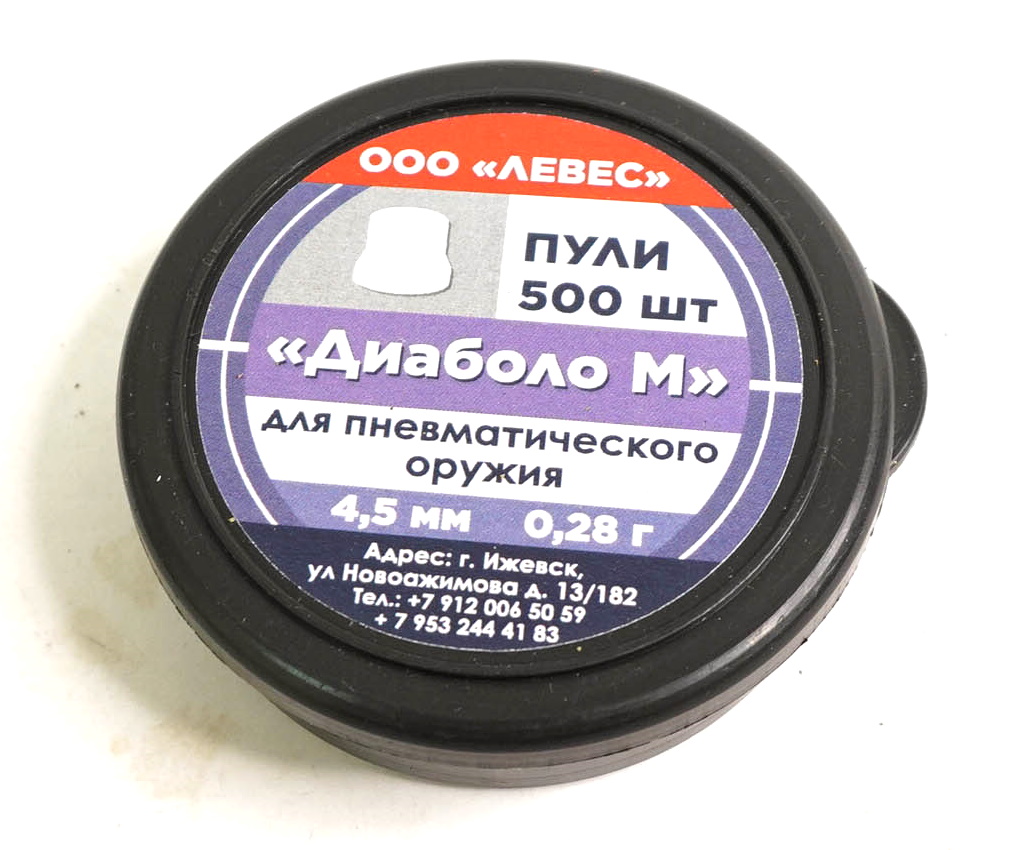 ООО «ЛЕВЕС»
ПУЛИ
500 шт
«Диаболо М»
для пневматического
оружия
4,5 мм 0,28 г
Адрес: г. Ижевск,
ул Новоажимова д. 13/182
Тел.: +7 912 006 50 59
+ 7 953 244 41 83